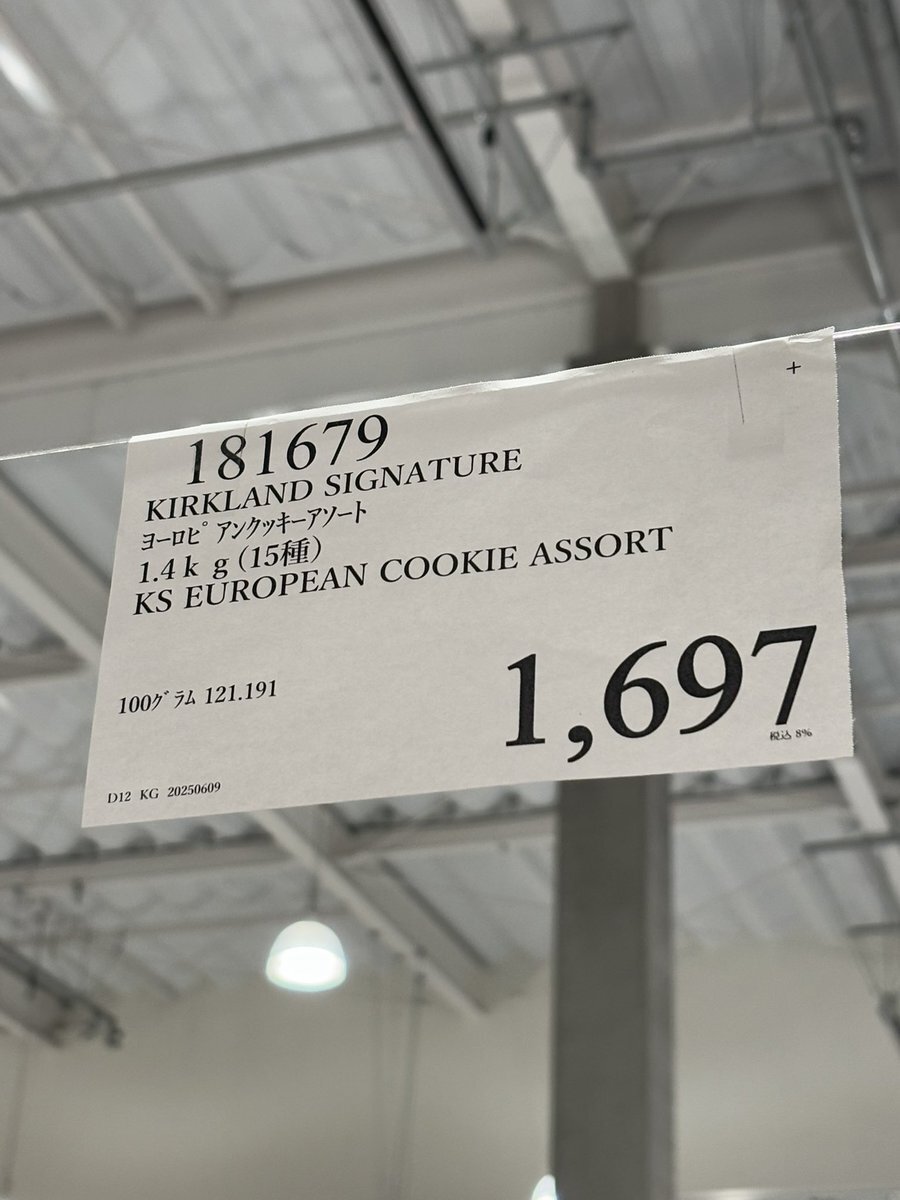 181679
KIRKLAND SIGNATURE
ﾖｰﾛﾋﾟｱﾝｸｯｷｰｱｿｰﾄ
1.4ｋｇ(15種)
KS EUROPEAN COOKIE ASSORT
100ｸﾞﾗﾑ 121.191
1,697
税込 8%
D12 KG 20250609